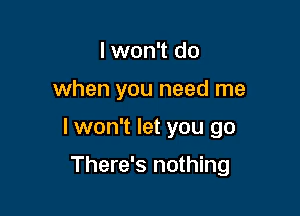 I won't do
when you need me
I won't let you go
There's nothing